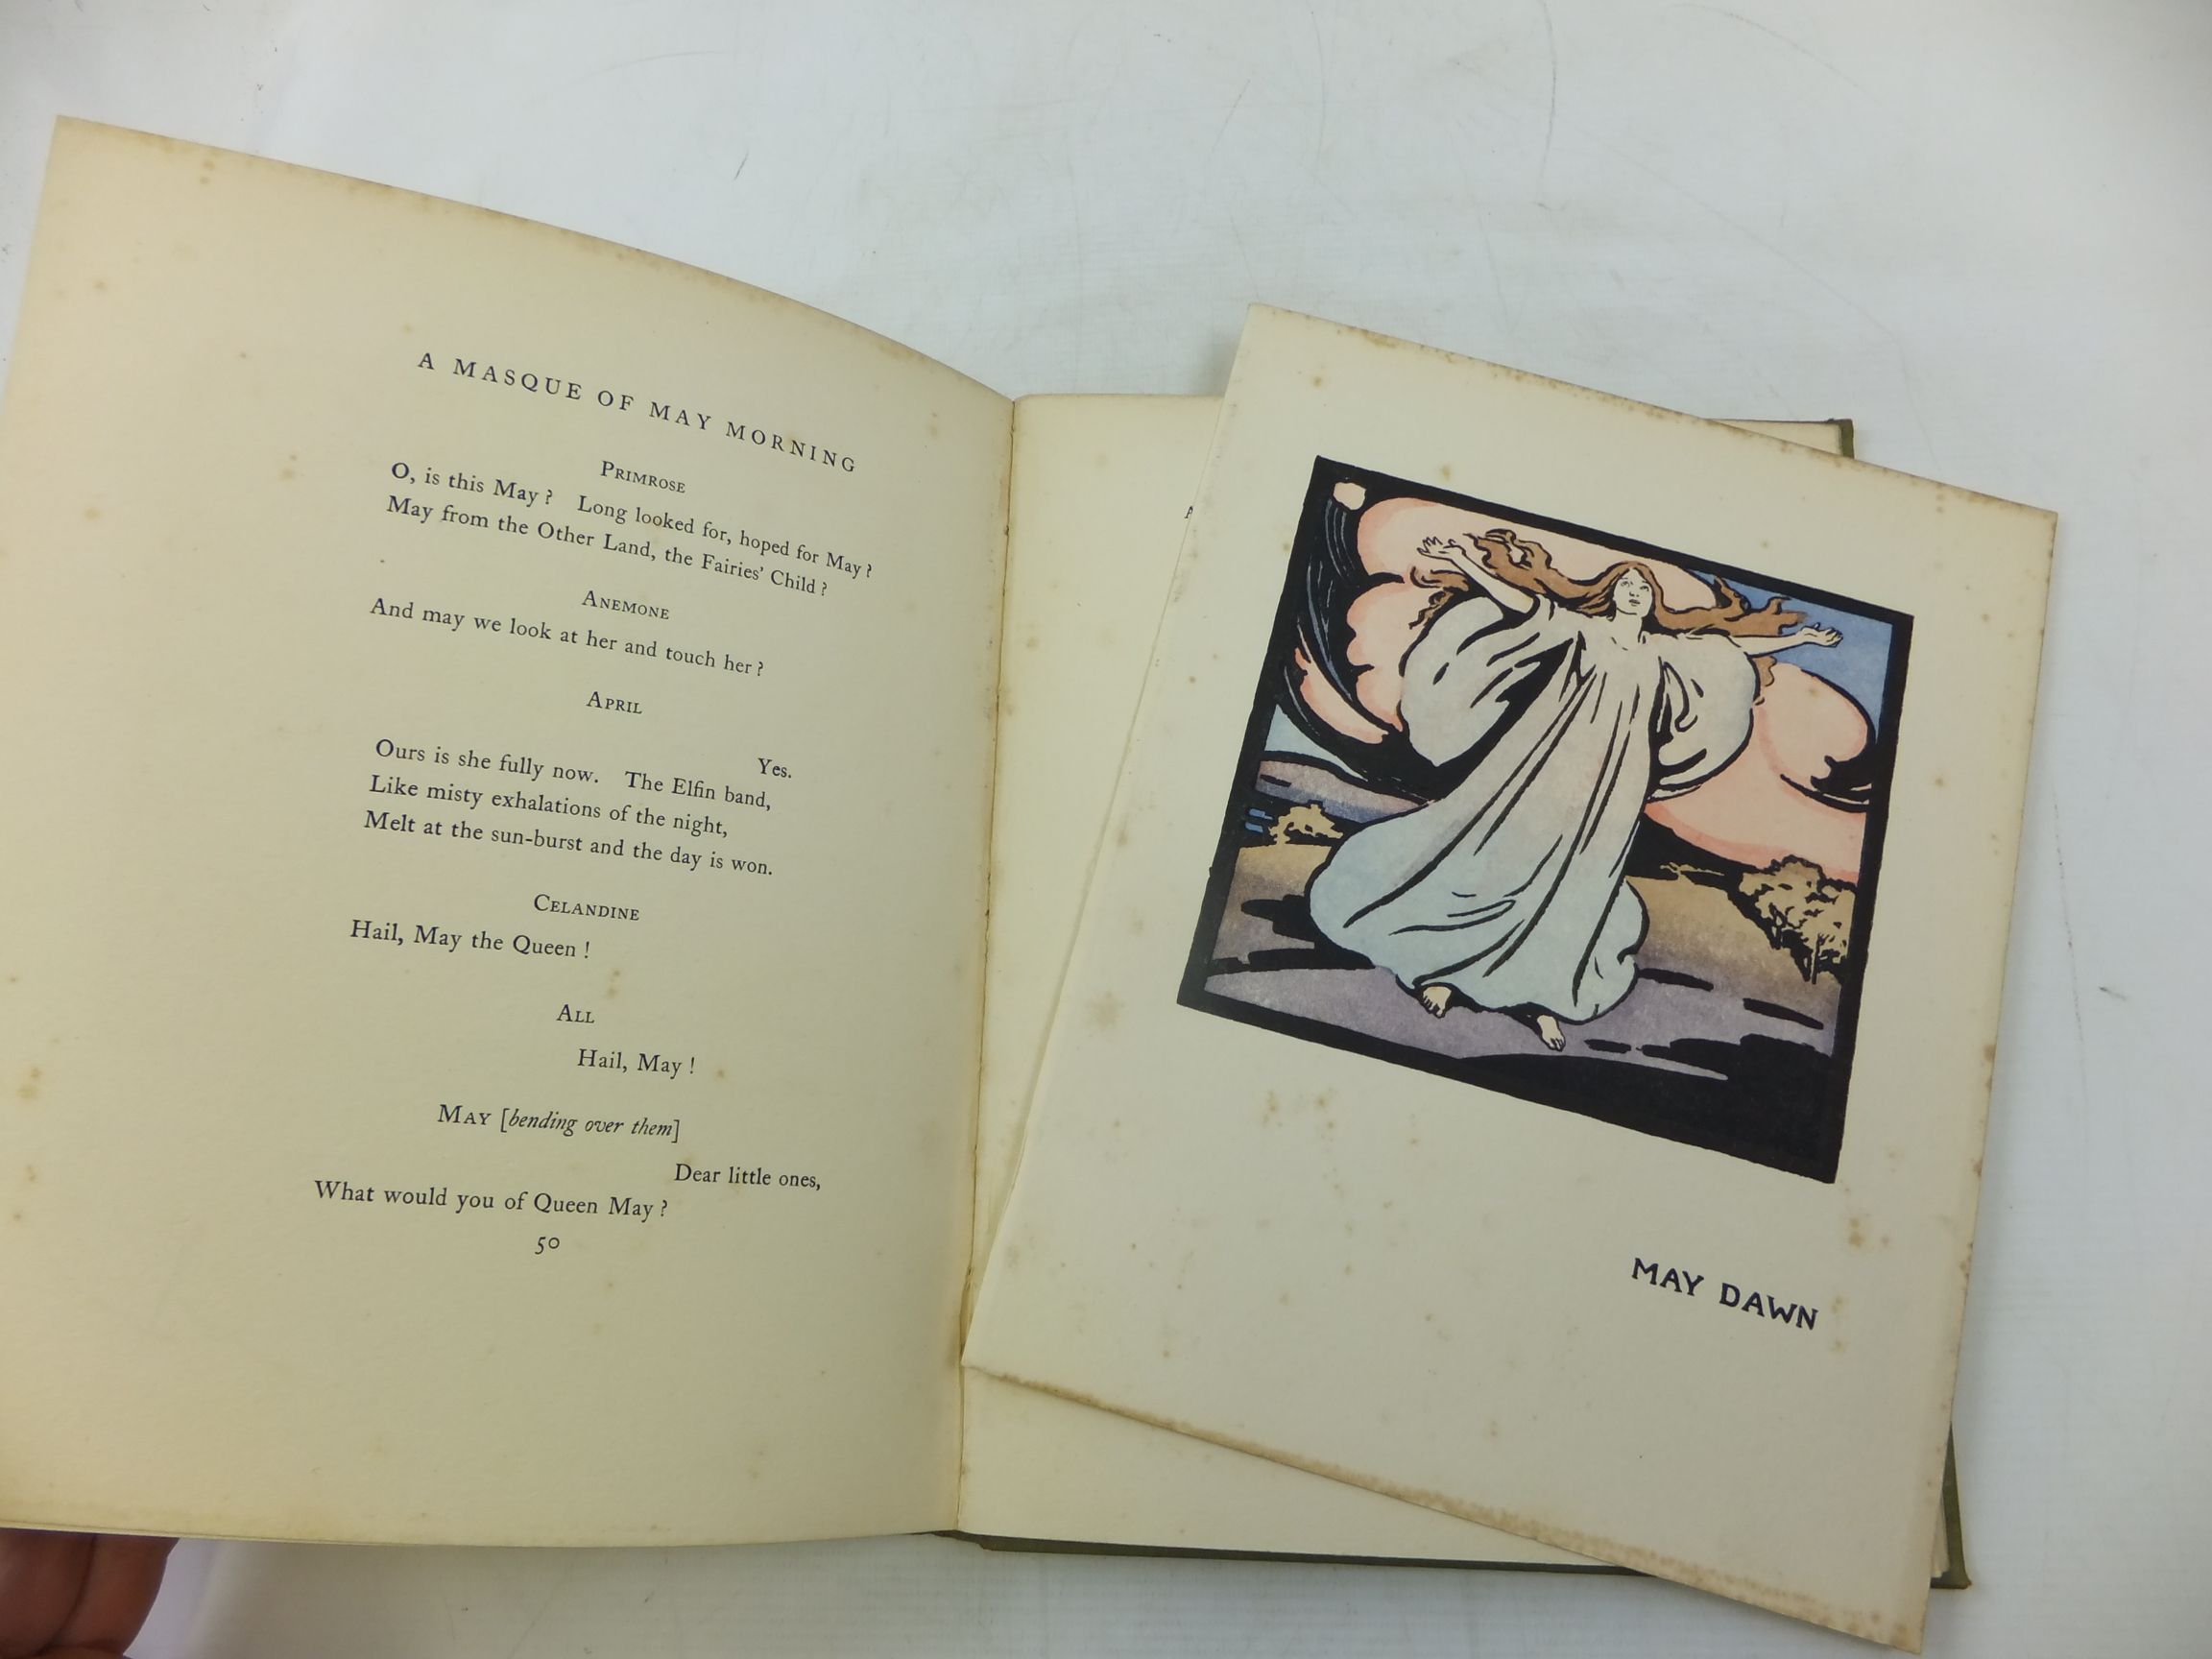 A MASQUE OF MAY MORNING
PRIMROSE
O, is this May? Long looked for, hoped for May?
May from the Other Land, the Fairies' Child?
ANEMONE
And may we look at her and touch her?
APRIL
Yes.
Ours is she fully now. The Elfin band,
Like misty exhalations of the night,
Melt at the sun-burst and the day is won.
CELANDINE
Hail, May the Queen!
ALL
Hail, May!
MAY [bending over them]
Dear little ones,
What would you of Queen May?
50
MAY DAWN